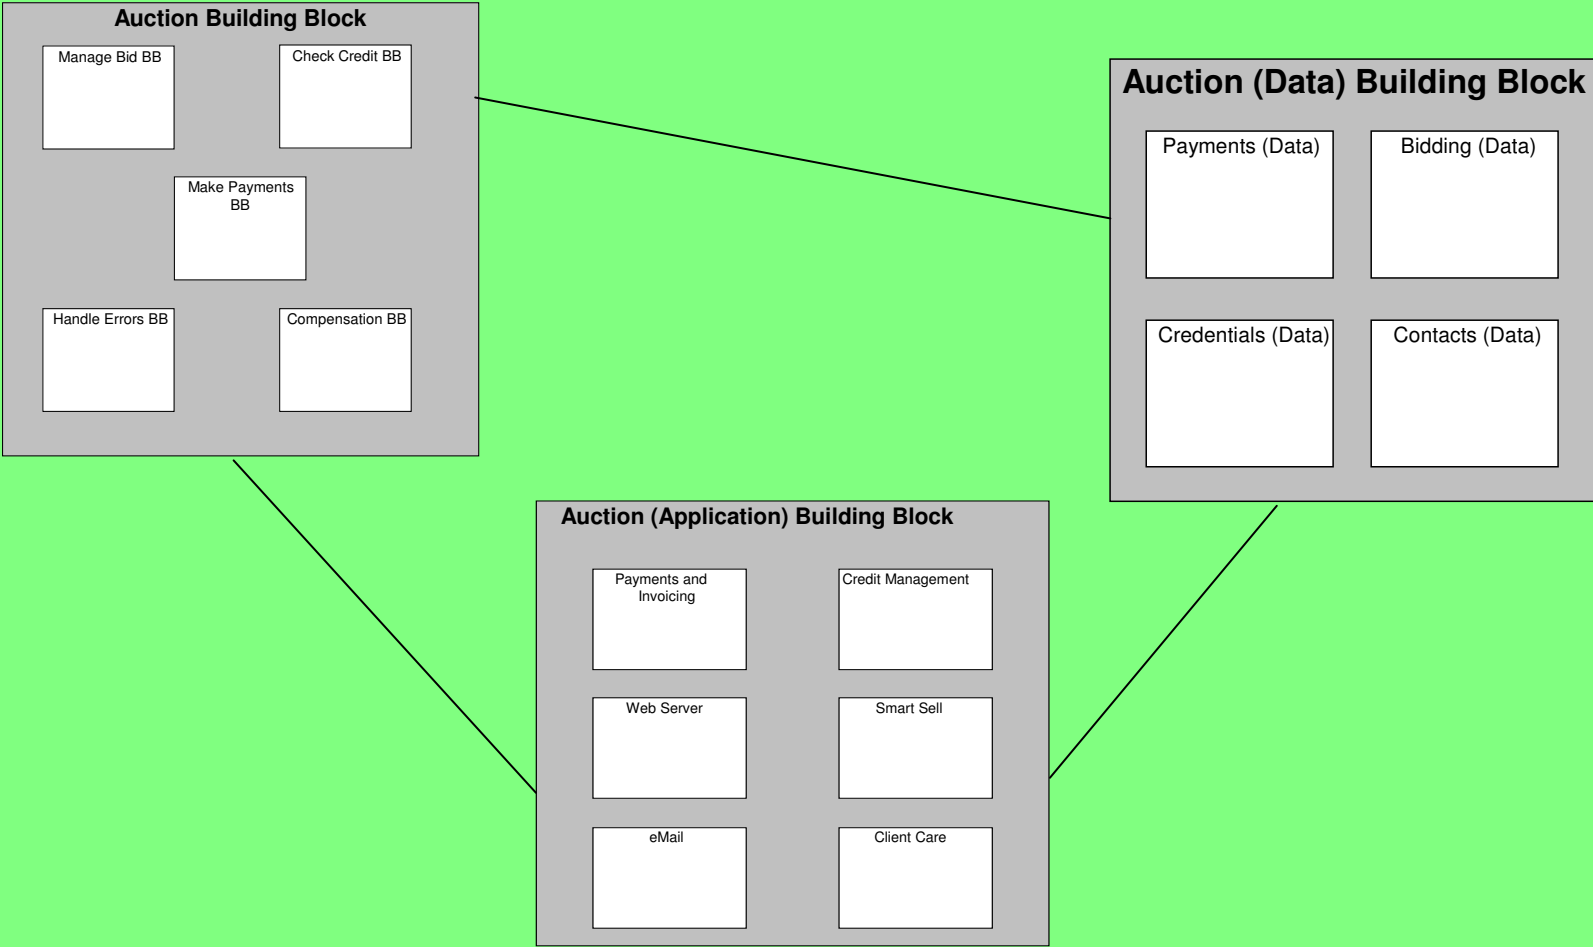 Auction Building Block
Manage Bid BB
Check Credit BB
Make Payments
BB
Handle Errors BB
Compensation BB
Auction (Data) Building Block
Payments (Data)
Bidding (Data)
Credentials (Data)
Contacts (Data)
Auction (Application) Building Block
Payments and
Invoicing
Credit Management
Web Server
Smart Sell
eMail
Client Care